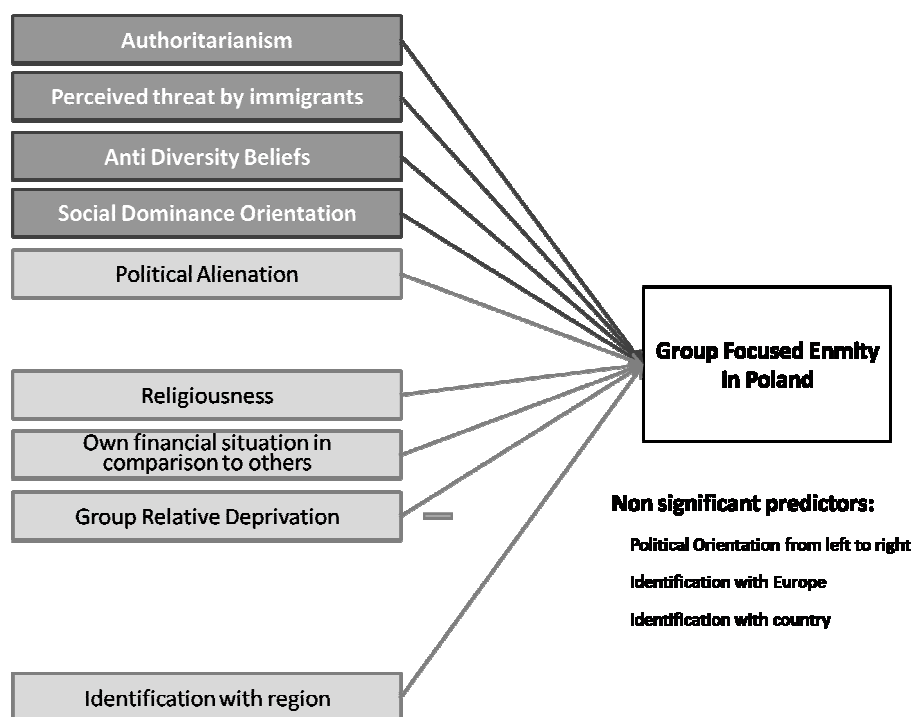 Authoritarianism
Perceived threat by immigrants
Anti Diversity Beliefs
Social Dominance Orientation
Political Alienation
Religiousness
Own financial situation in
comparison to others
Group Relative Deprivation
Identification with region
Group Focused Enmity
in Poland
Non significant predictors:
Political Orientation from left to right
Identification with Europe
Identification with country